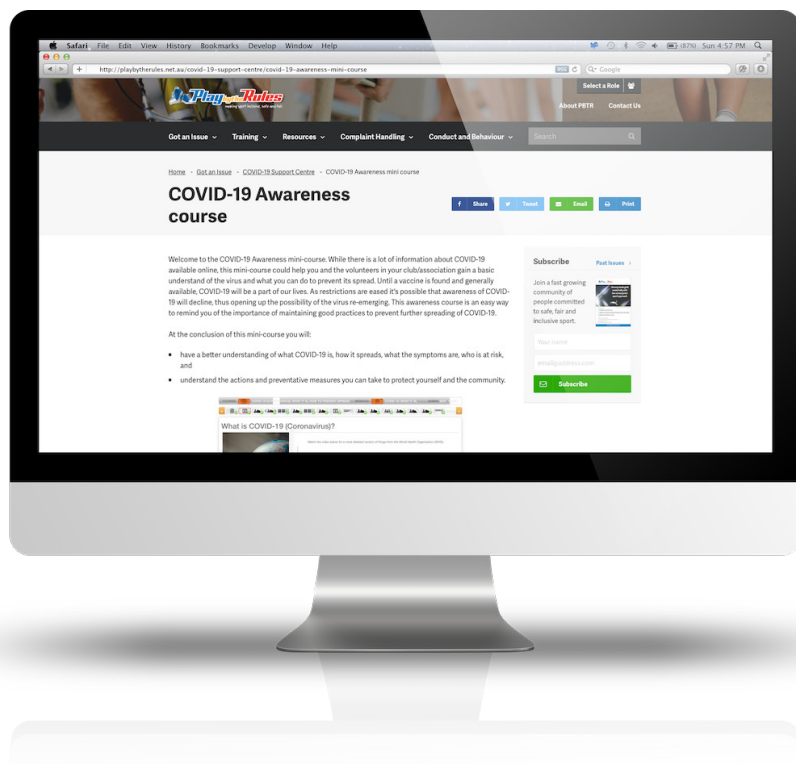 Safari File Edit View History Bookmarks Develop Window Help
(87%) Sun 4:57 PM
http://playbytherules.net.au/covid-19-support-centre/covid-19-awareness-mini-course
Google
Select a Role
Play by the Rules
making sport inclusive, safe and fair
About PBTR Contact Us
Got an Issue Training Resources Complaint Handling Conduct and Behaviour Search
Home Got an Issue COVID-19 Support Centre COVID-19 Awareness mini course
COVID-19 Awareness
course
Share Tweet Email Print
Welcome to the COVID-19 Awareness mini-course. While there is a lot of information about COVID-19
available online, this mini-course could help you and the volunteers in your club/association gain a basic
understand of the virus and what you can do to prevent its spread. Until a vaccine is found and generally
available, COVID-19 will be a part of our lives. As restrictions are eased it's possible that awareness of COVID-
19 will decline, thus opening up the possibility of the virus re-emerging. This awareness course is an easy way
to remind you of the importance of maintaining good practices to prevent further spreading of COVID-19.
At the conclusion of this mini-course you will:
• have a better understanding of what COVID-19 is, how it spreads, what the symptoms are, who is at risk,
and
• understand the actions and preventative measures you can take to protect yourself and the community.
What is COVID-19 (Coronavirus)?
Subscribe Past Issues
Join a fast growing
community of
people committed
to safe, fair and
inclusive sport.
Your name
email@address.com
Subscribe